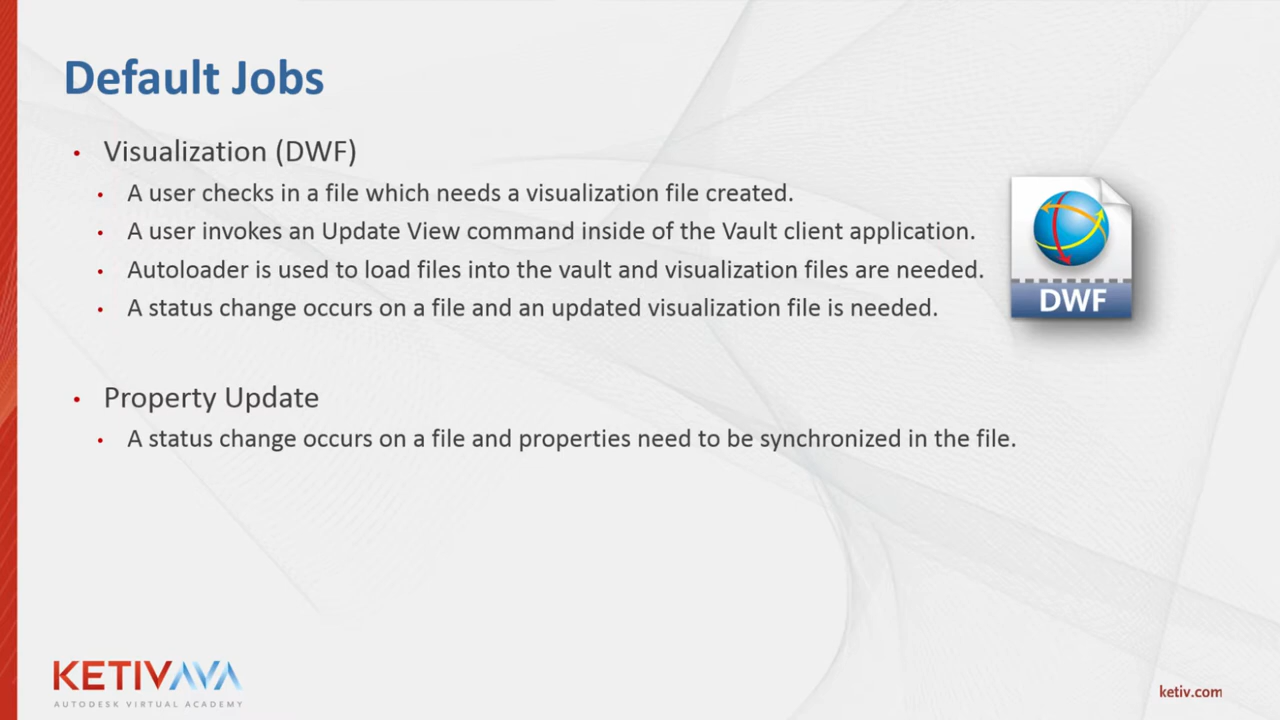 Default Jobs
• Visualization (DWF)
• A user checks in a file which needs a visualization file created.
• A user invokes an Update View command inside of the Vault client application.
• Autoloader is used to load files into the vault and visualization files are needed.
• A status change occurs on a file and an updated visualization file is needed.
DWF
• Property Update
• A status change occurs on a file and properties need to be synchronized in the file.
KETIVAVA
AUTODESK VIRTUAL ACADEMY
ketiv.com